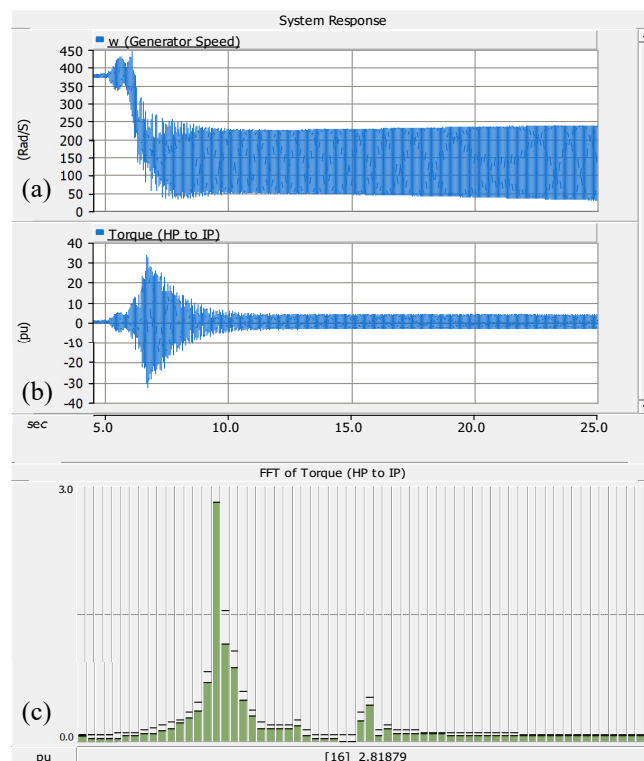 System Response
w (Generator Speed)
450
400
350
300
250
200
150
100
50
0
(Rad/S)
(a)
Torque (HP to IP)
40
30
20
10
0
-10
-20
-30
-40
(pu)
(b)
sec 5.0 10.0 15.0 20.0 25.0
FFT of Torque (HP to IP)
3.0
(c)
0.0
pu [16] 2.81879